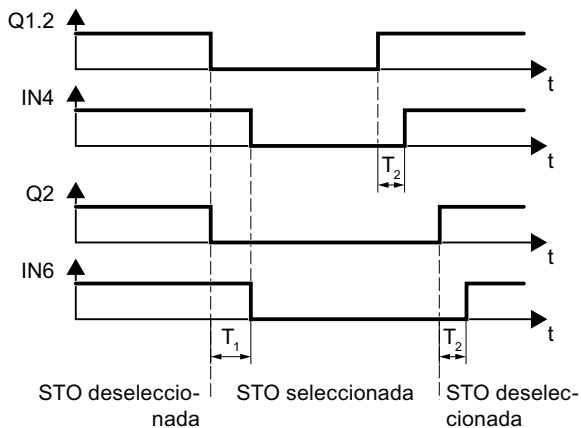 Q1.2
t
IN4
t
T2
Q2
t
IN6
t
T1
T2
STO deseleccio-
nada
STO seleccionada
STO deselec-
cionada